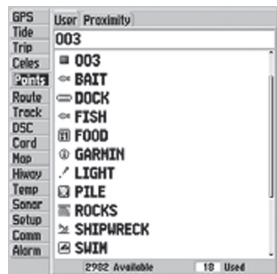 GPS
Tide
Trip
Celes
Points
Route
Track
DSC
Card
Map
Hiway
Temp
Sonar
Setup
Comm
Alarm
User Proximity
003
003
BAIT
DOCK
FISH
FOOD
GARMIN
LIGHT
PILE
ROCKS
SHIPWRECK
SWIM
2982 Available 18 Used